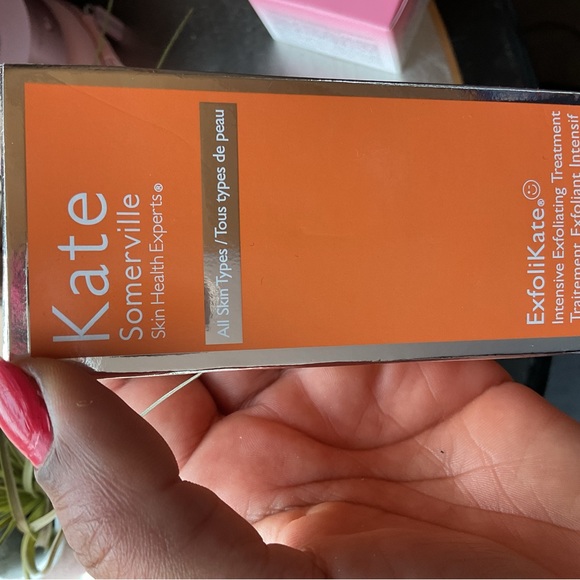 Kate
Somerville
Skin Health Experts®
All Skin Types / Tous types de peau
ExfoliKate®
Intensive Exfoliating Treatment
Traitement Exfoliant Intensif